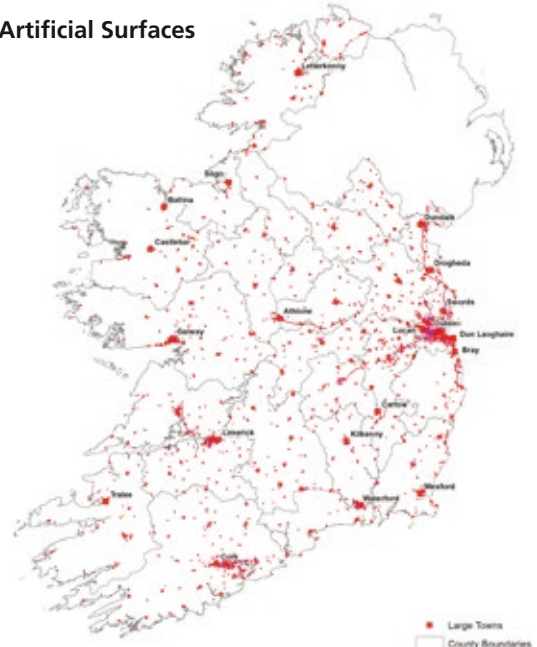 Artificial Surfaces
Letterkenny
Sligo
Ballina
Castlebar
Dundalk
Drogheda
Swords
Athlone
Lucan
Dublin
Dun Laoghaire
Galway
Bray
Carlow
Limerick
Kilkenny
Tralee
Wexford
Waterford
Cork
Large Towns
County Boundaries